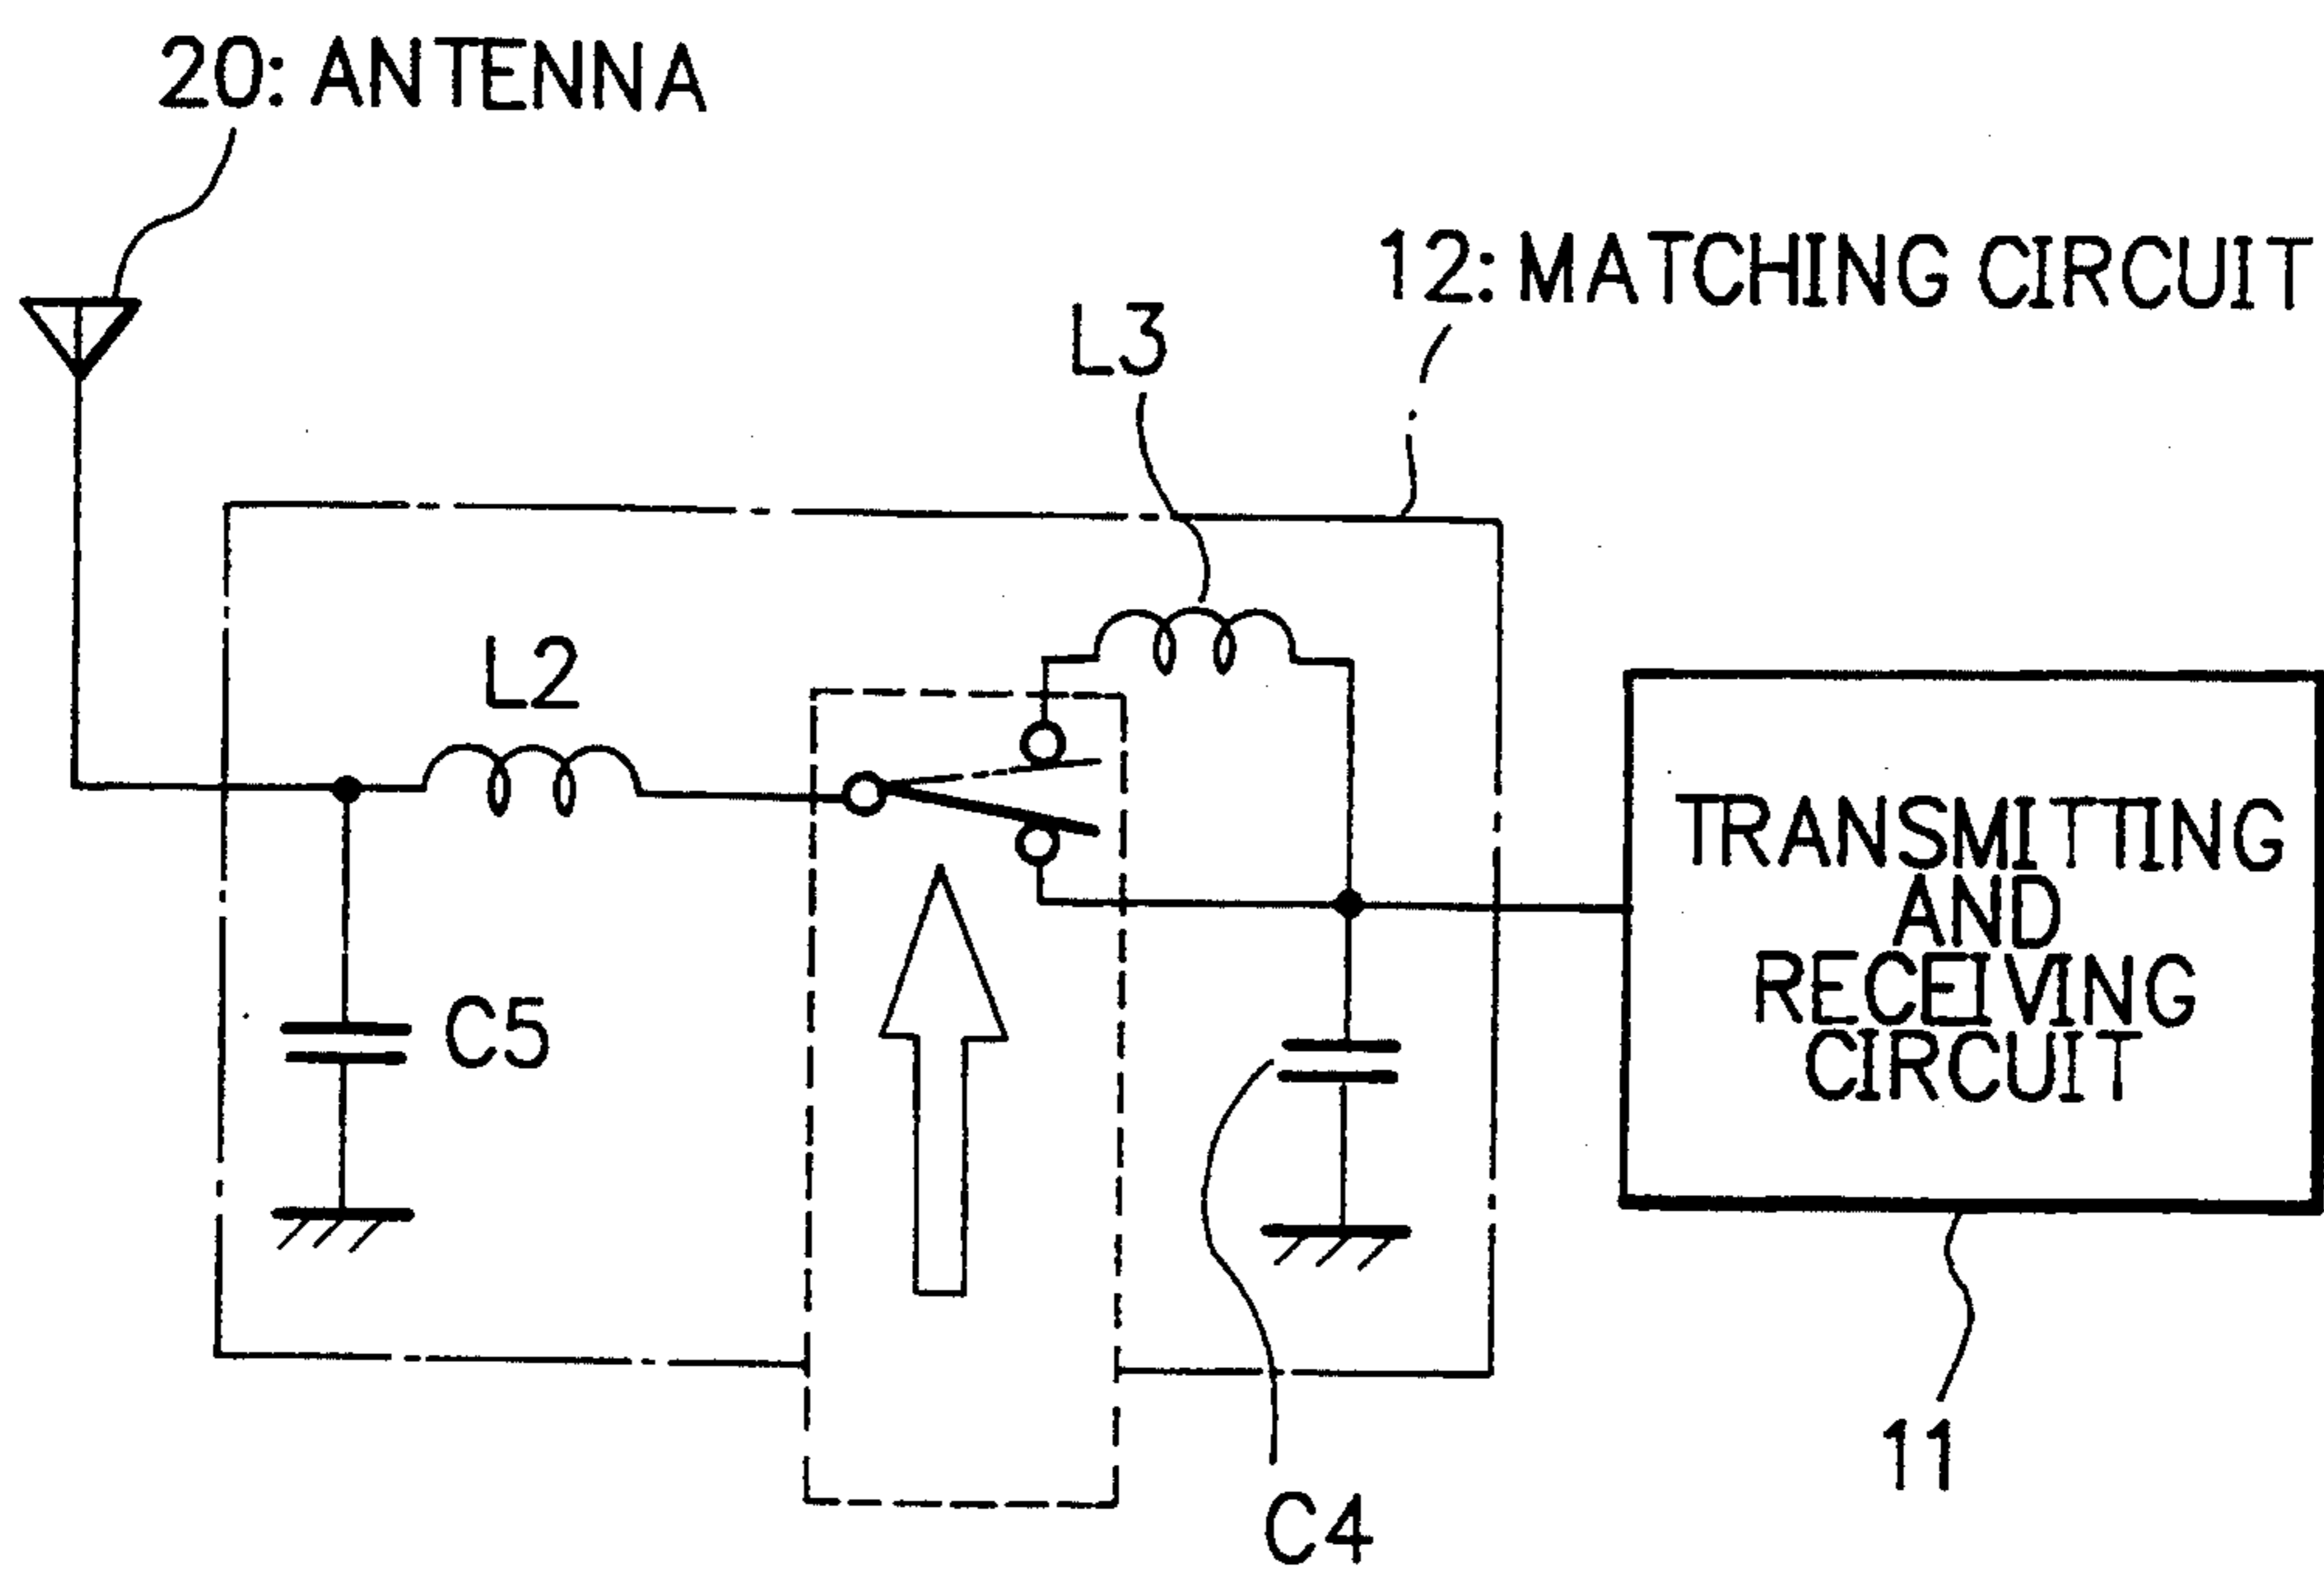 20: ANTENNA
12: MATCHING CIRCUIT
L3
L2
TRANSMITTING
AND
RECEIVING
CIRCUIT
C5
11
C4